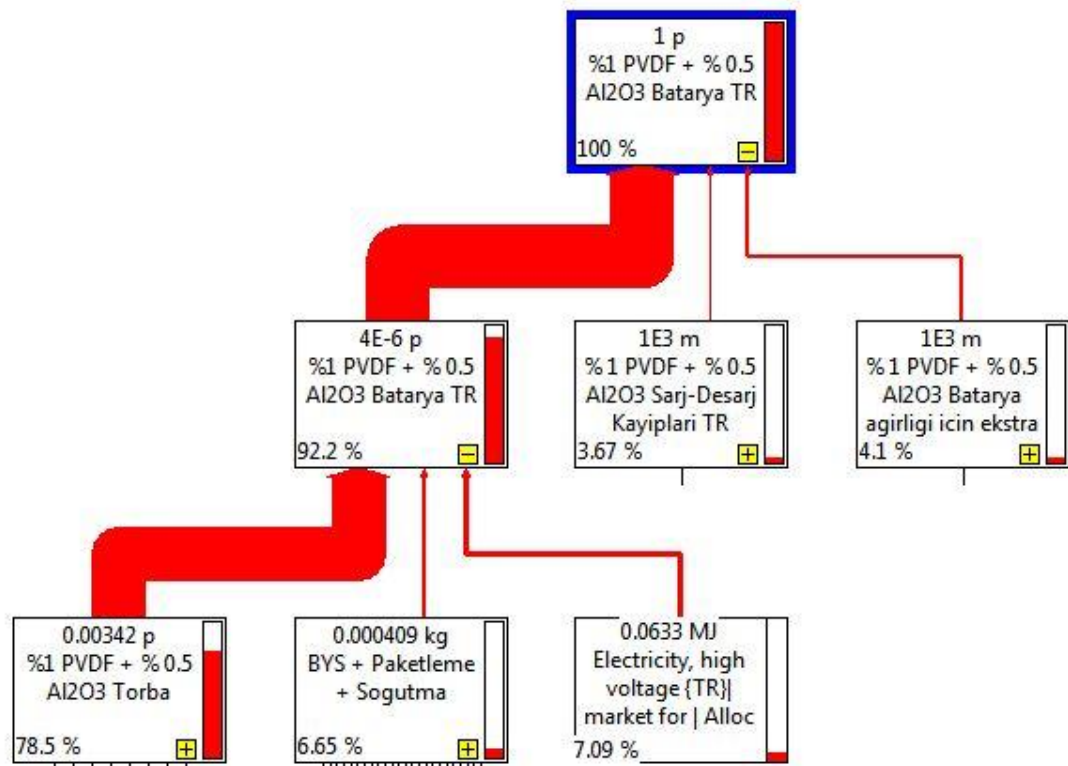 1 p
%1 PVDF + % 0.5
Al2O3 Batarya TR
100 %
4E-6 p
%1 PVDF + % 0.5
Al2O3 Batarya TR
92.2 %
1E3 m
%1 PVDF + % 0.5
Al2O3 Sarj-Desarj
Kayiplari TR
3.67 %
1E3 m
%1 PVDF + % 0.5
Al2O3 Batarya
agirligi icin ekstra
4.1 %
0.00342 p
%1 PVDF + % 0.5
Al2O3 Torba
78.5 %
0.000409 kg
BYS + Paketleme
+ Sogutma
6.65 %
0.0633 MJ
Electricity, high
voltage {TR}|
market for | Alloc
7.09 %